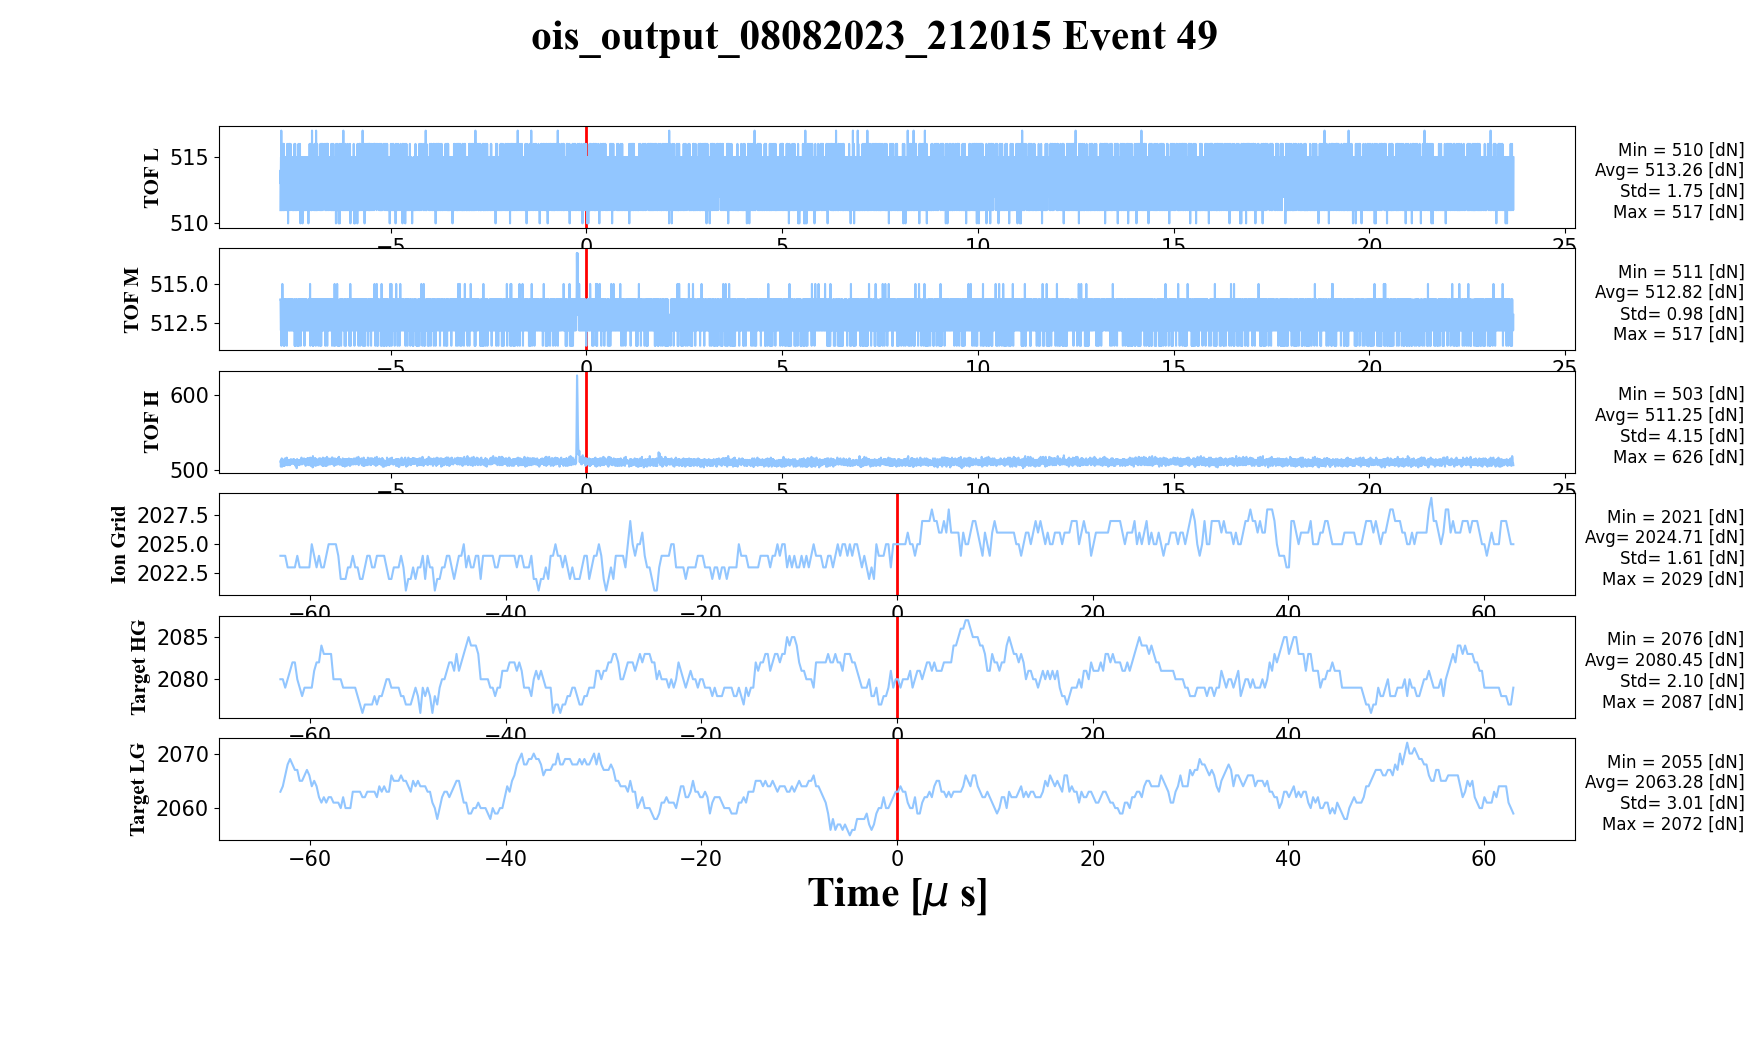 ois_output_08082023_212015 Event 49
TOF L
515
510
−5
0
5
10
15
20
25
Min = 510 [dN]
Avg= 513.26 [dN]
Std= 1.75 [dN]
Max = 517 [dN]
TOF M
515.0
512.5
−5
0
5
10
15
20
25
Min = 511 [dN]
Avg= 512.82 [dN]
Std= 0.98 [dN]
Max = 517 [dN]
TOF H
600
500
−5
0
5
10
15
20
25
Min = 503 [dN]
Avg= 511.25 [dN]
Std= 4.15 [dN]
Max = 626 [dN]
Ion Grid
2027.5
2025.0
2022.5
−60
−40
−20
0
20
40
60
Min = 2021 [dN]
Avg= 2024.71 [dN]
Std= 1.61 [dN]
Max = 2029 [dN]
Target HG
2085
2080
−60
−40
−20
0
20
40
60
Min = 2076 [dN]
Avg= 2080.45 [dN]
Std= 2.10 [dN]
Max = 2087 [dN]
Target LG
2070
2060
−60
−40
−20
0
20
40
60
Min = 2055 [dN]
Avg= 2063.28 [dN]
Std= 3.01 [dN]
Max = 2072 [dN]
Time [μ s]